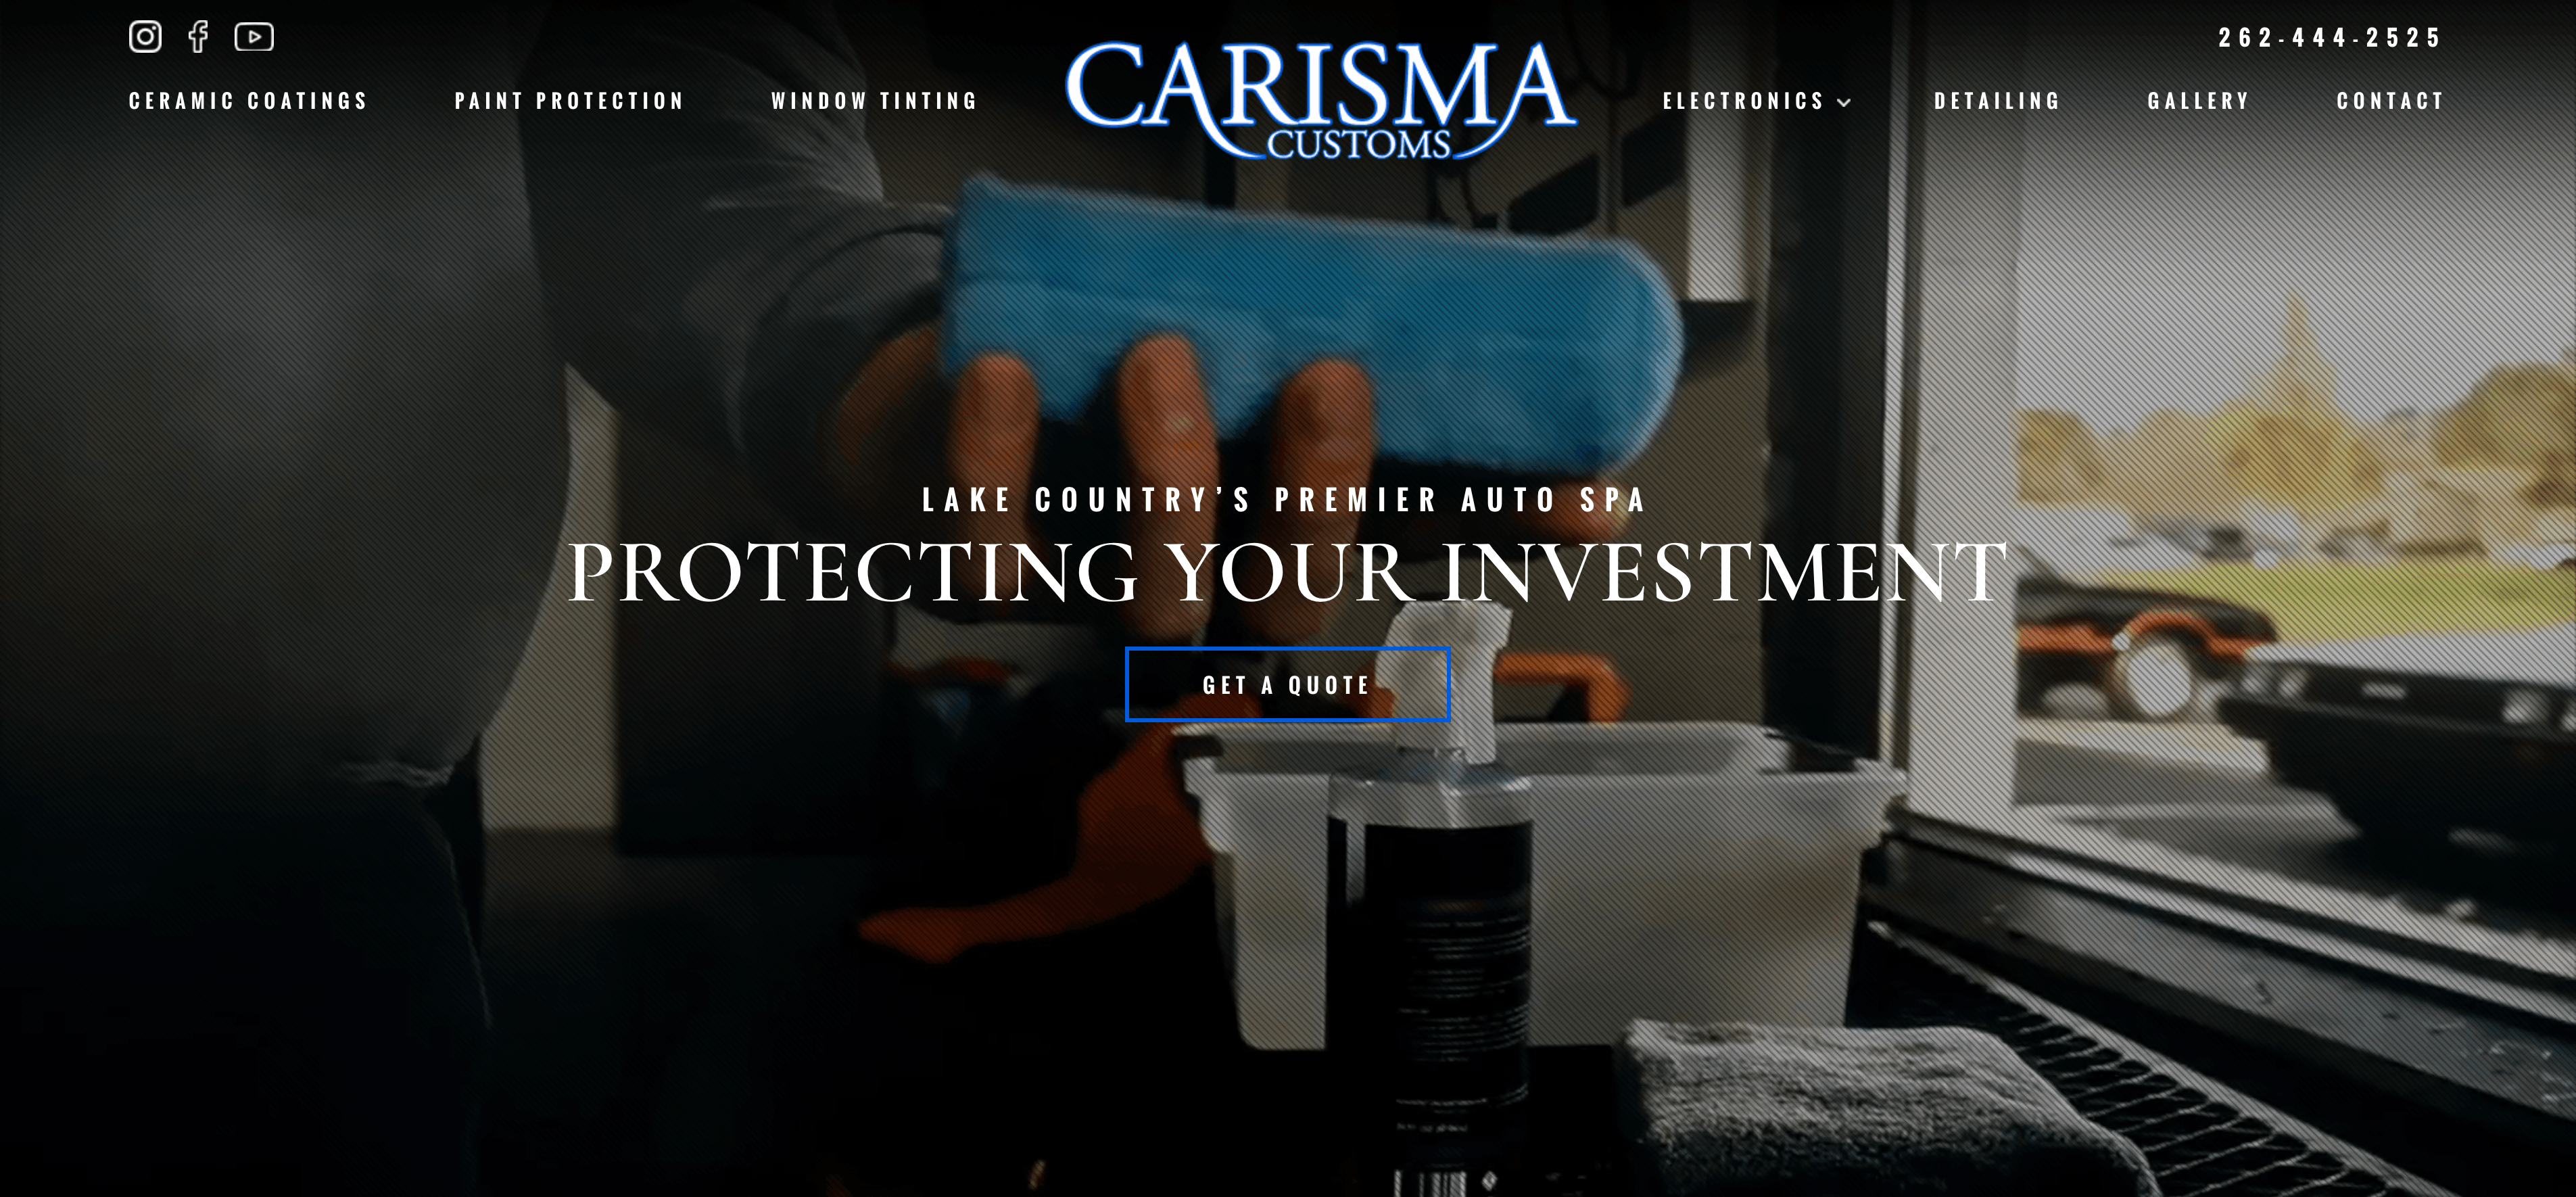 262-444-2525
CERAMIC COATINGS
PAINT PROTECTION
WINDOW TINTING
CARISMA
CUSTOMS
ELECTRONICS
DETAILING
GALLERY
CONTACT
LAKE COUNTRY’S PREMIER AUTO SPA
PROTECTING YOUR INVESTMENT
GET A QUOTE